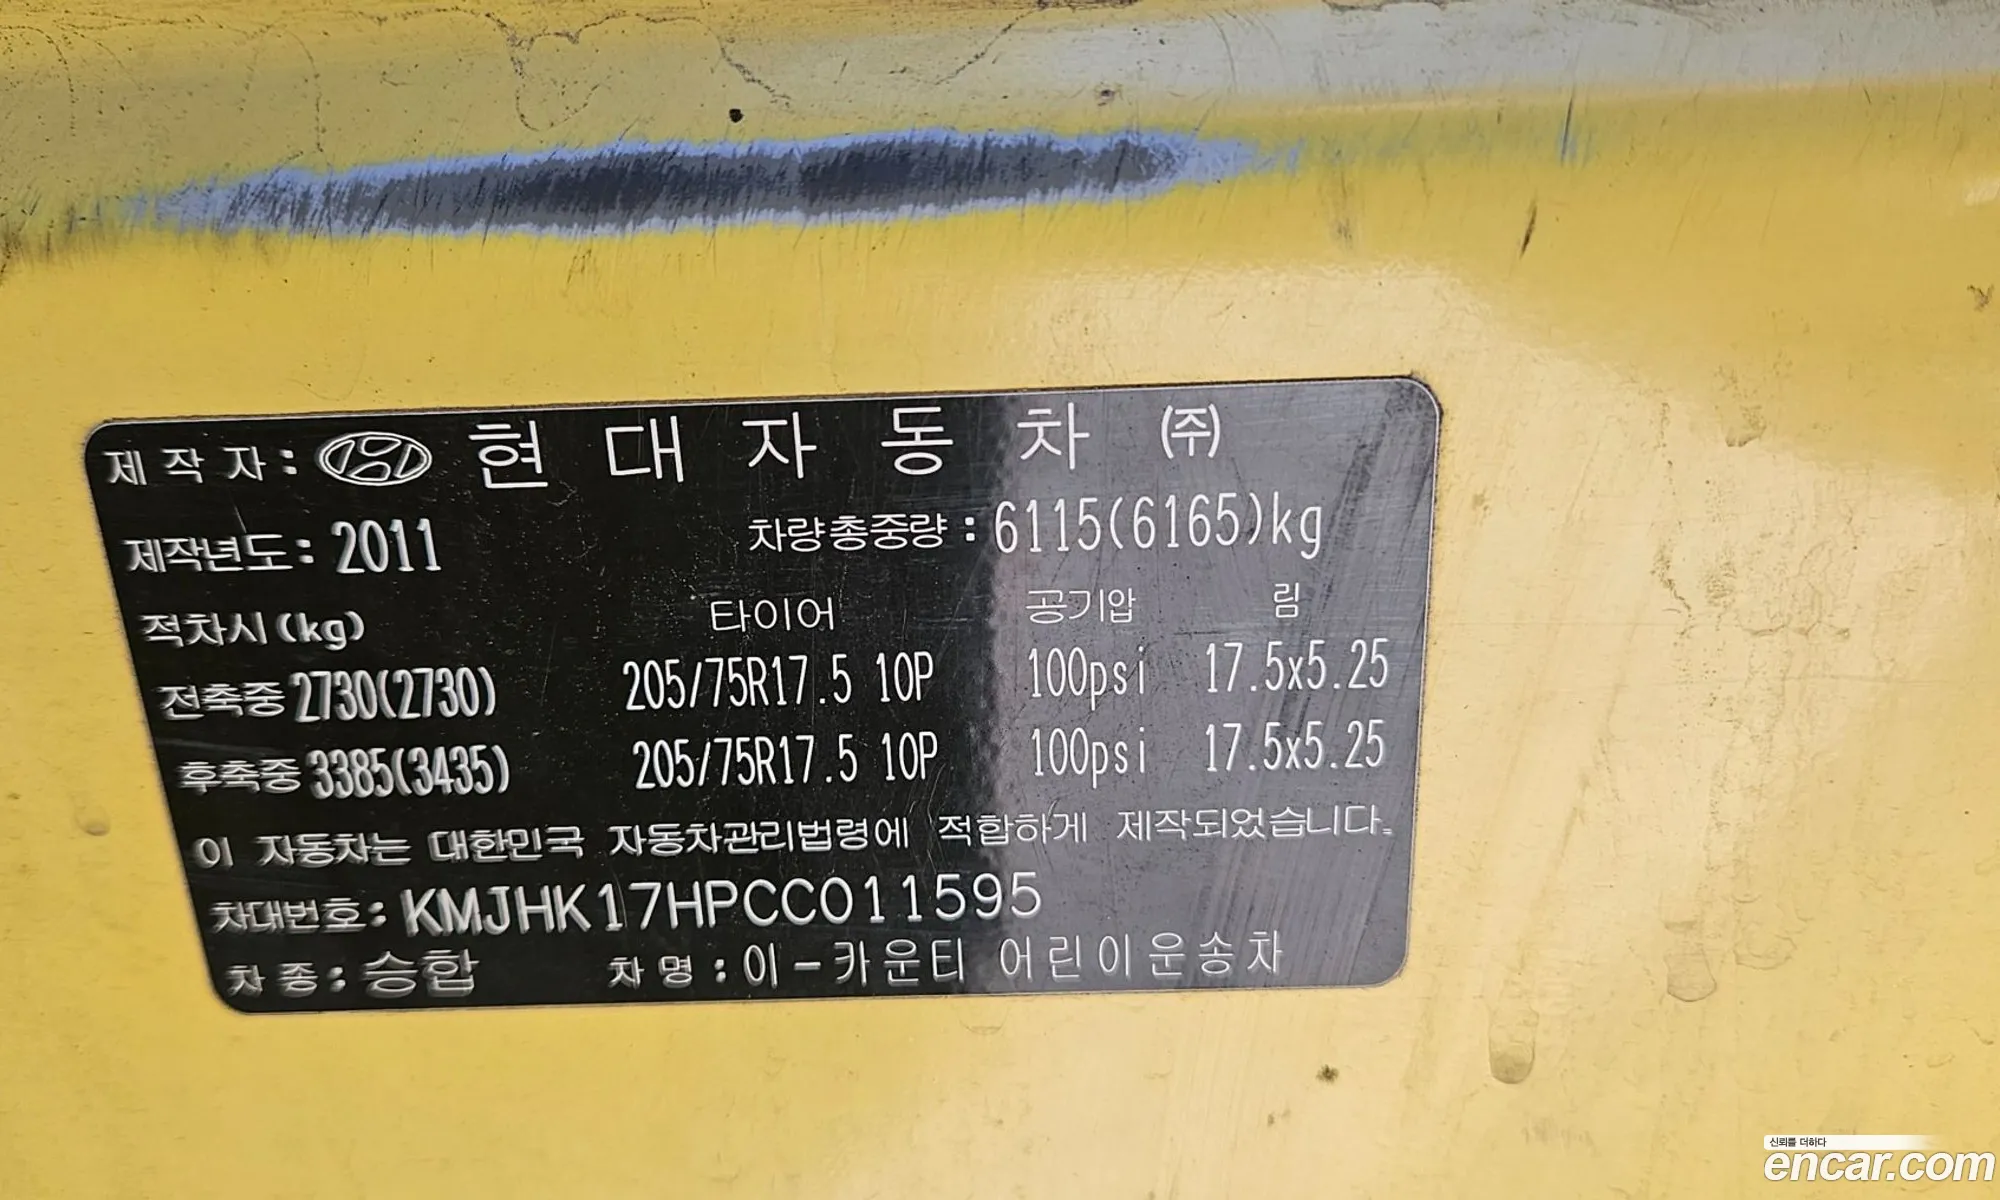 제작자: 현대자동차 ㈜
제작년도: 2011 차량총중량: 6115(6165)kg
적차시(kg) 타이어 공기압 림
전축중 2730(2730) 205/75R17.5 10P 100psi 17.5x5.25
후축중 3385(3435) 205/75R17.5 10P 100psi 17.5x5.25
이 자동차는 대한민국 자동차관리법령에 적합하게 제작되었습니다.
차대번호: KMJHK17HPCC011595
차종: 승합 차명: 이-카운티 어린이운송차
신뢰를 더하다
encar.com